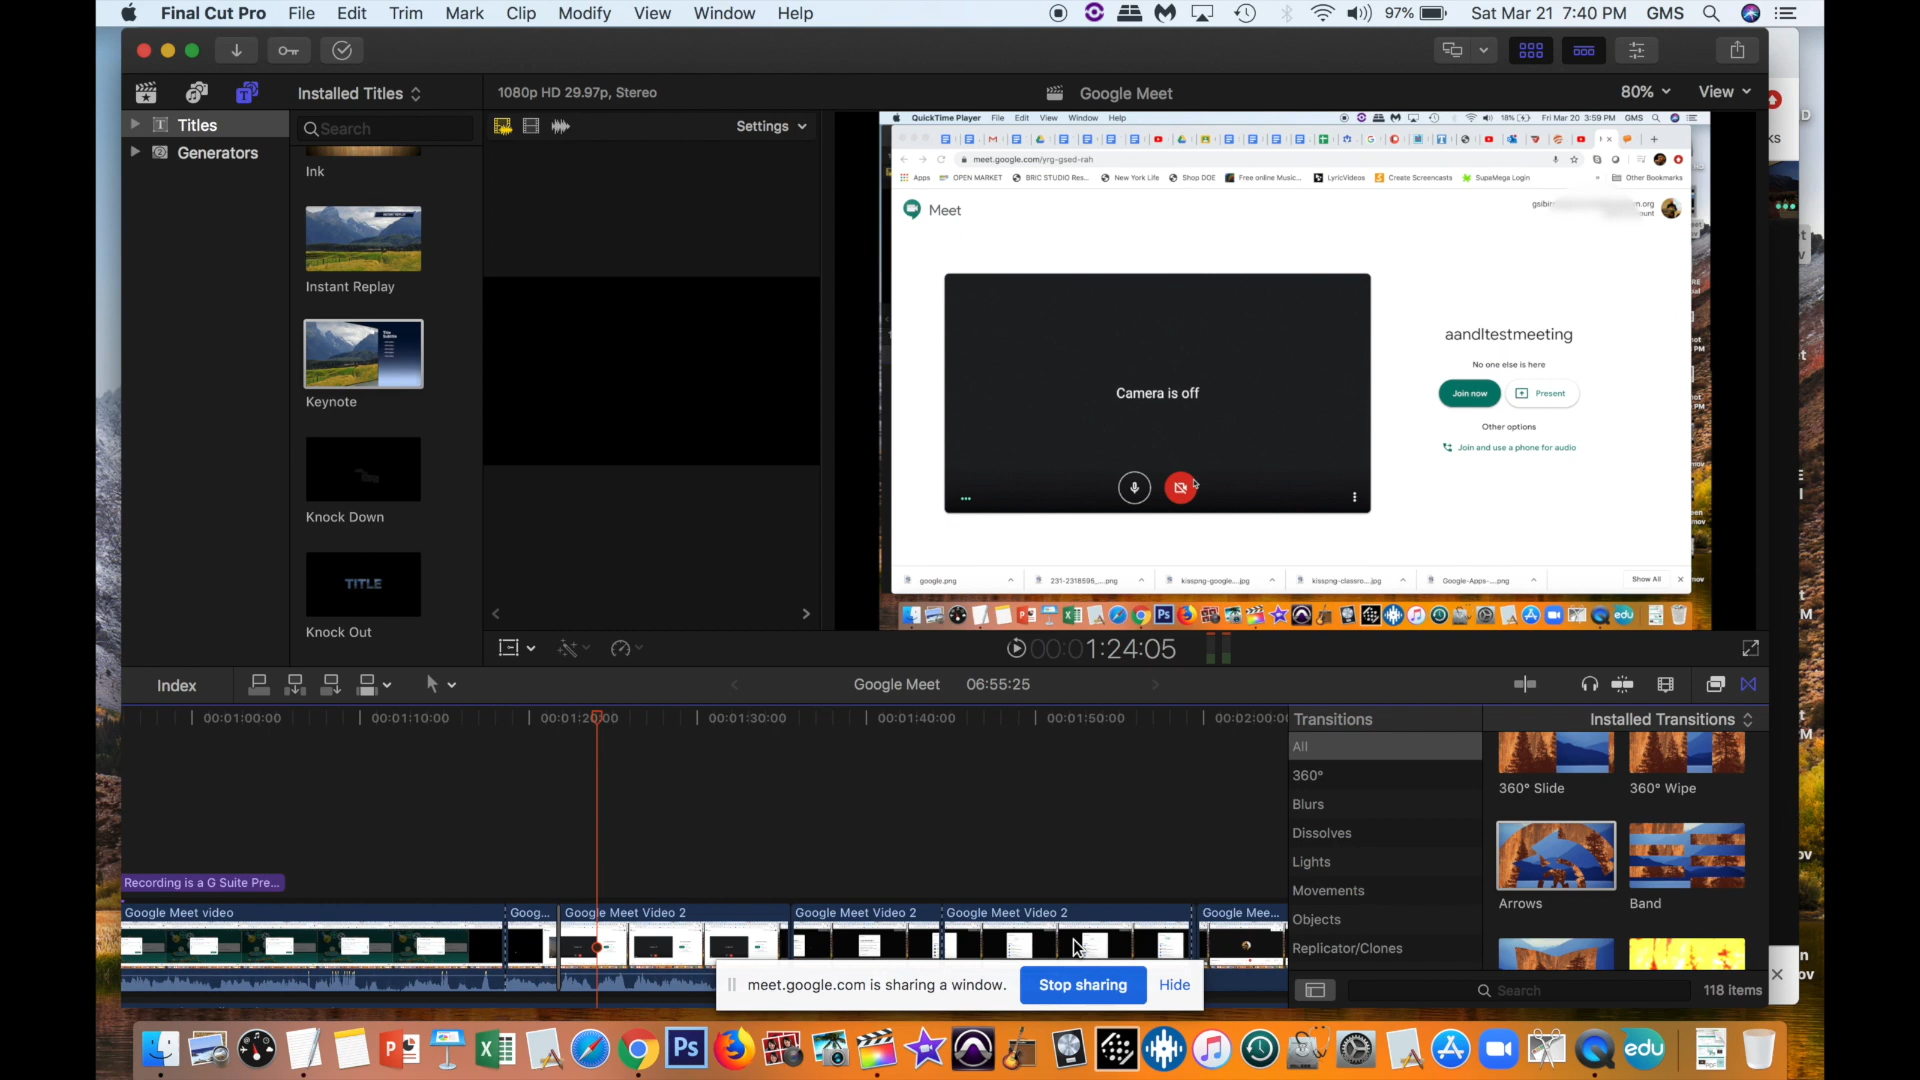 Final Cut Pro File Edit Trim Mark Clip Modify View Window Help 97% Sat Mar 21 7:40 PM GMS
Installed Titles
1080p HD 29.97p, Stereo
Google Meet
80% View
Titles
Generators
Search
Ink
Instant Replay
Keynote
Knock Down
TITLE
Knock Out
Settings
QuickTime Player File Edit View Window Help 18% Fri Mar 20 3:59 PM GMS
meet.google.com/yrg-gsed-rah
Apps OPEN MARKET BRIC STUDIO Res... New York Life Shop DOE Free online Music... LyricVideos Create Screencasts SupaMega Login » Other Bookmarks
Meet
Camera is off
aandltestmeeting
No one else is here
Join now Present
Other options
Join and use a phone for audio
google.png 231-2318595_....png kisspng-google....jpg kisspng-classro....jpg Google-Apps-....png Show All
00:01:24:05
Index
Google Meet 06:55:25
00:01:00:00 00:01:10:00 00:01:20:00 00:01:30:00 00:01:40:00 00:01:50:00 00:02:00:0
Recording is a G Suite Pre...
Google Meet video
Goog...
Google Meet Video 2
Google Meet Video 2
Google Meet Video 2
Google Mee...
Transitions
Installed Transitions
All
360°
Blurs
Dissolves
Lights
Movements
Objects
Replicator/Clones
360° Slide
360° Wipe
Arrows
Band
Search
118 items
meet.google.com is sharing a window. Stop sharing Hide
Ps
edu